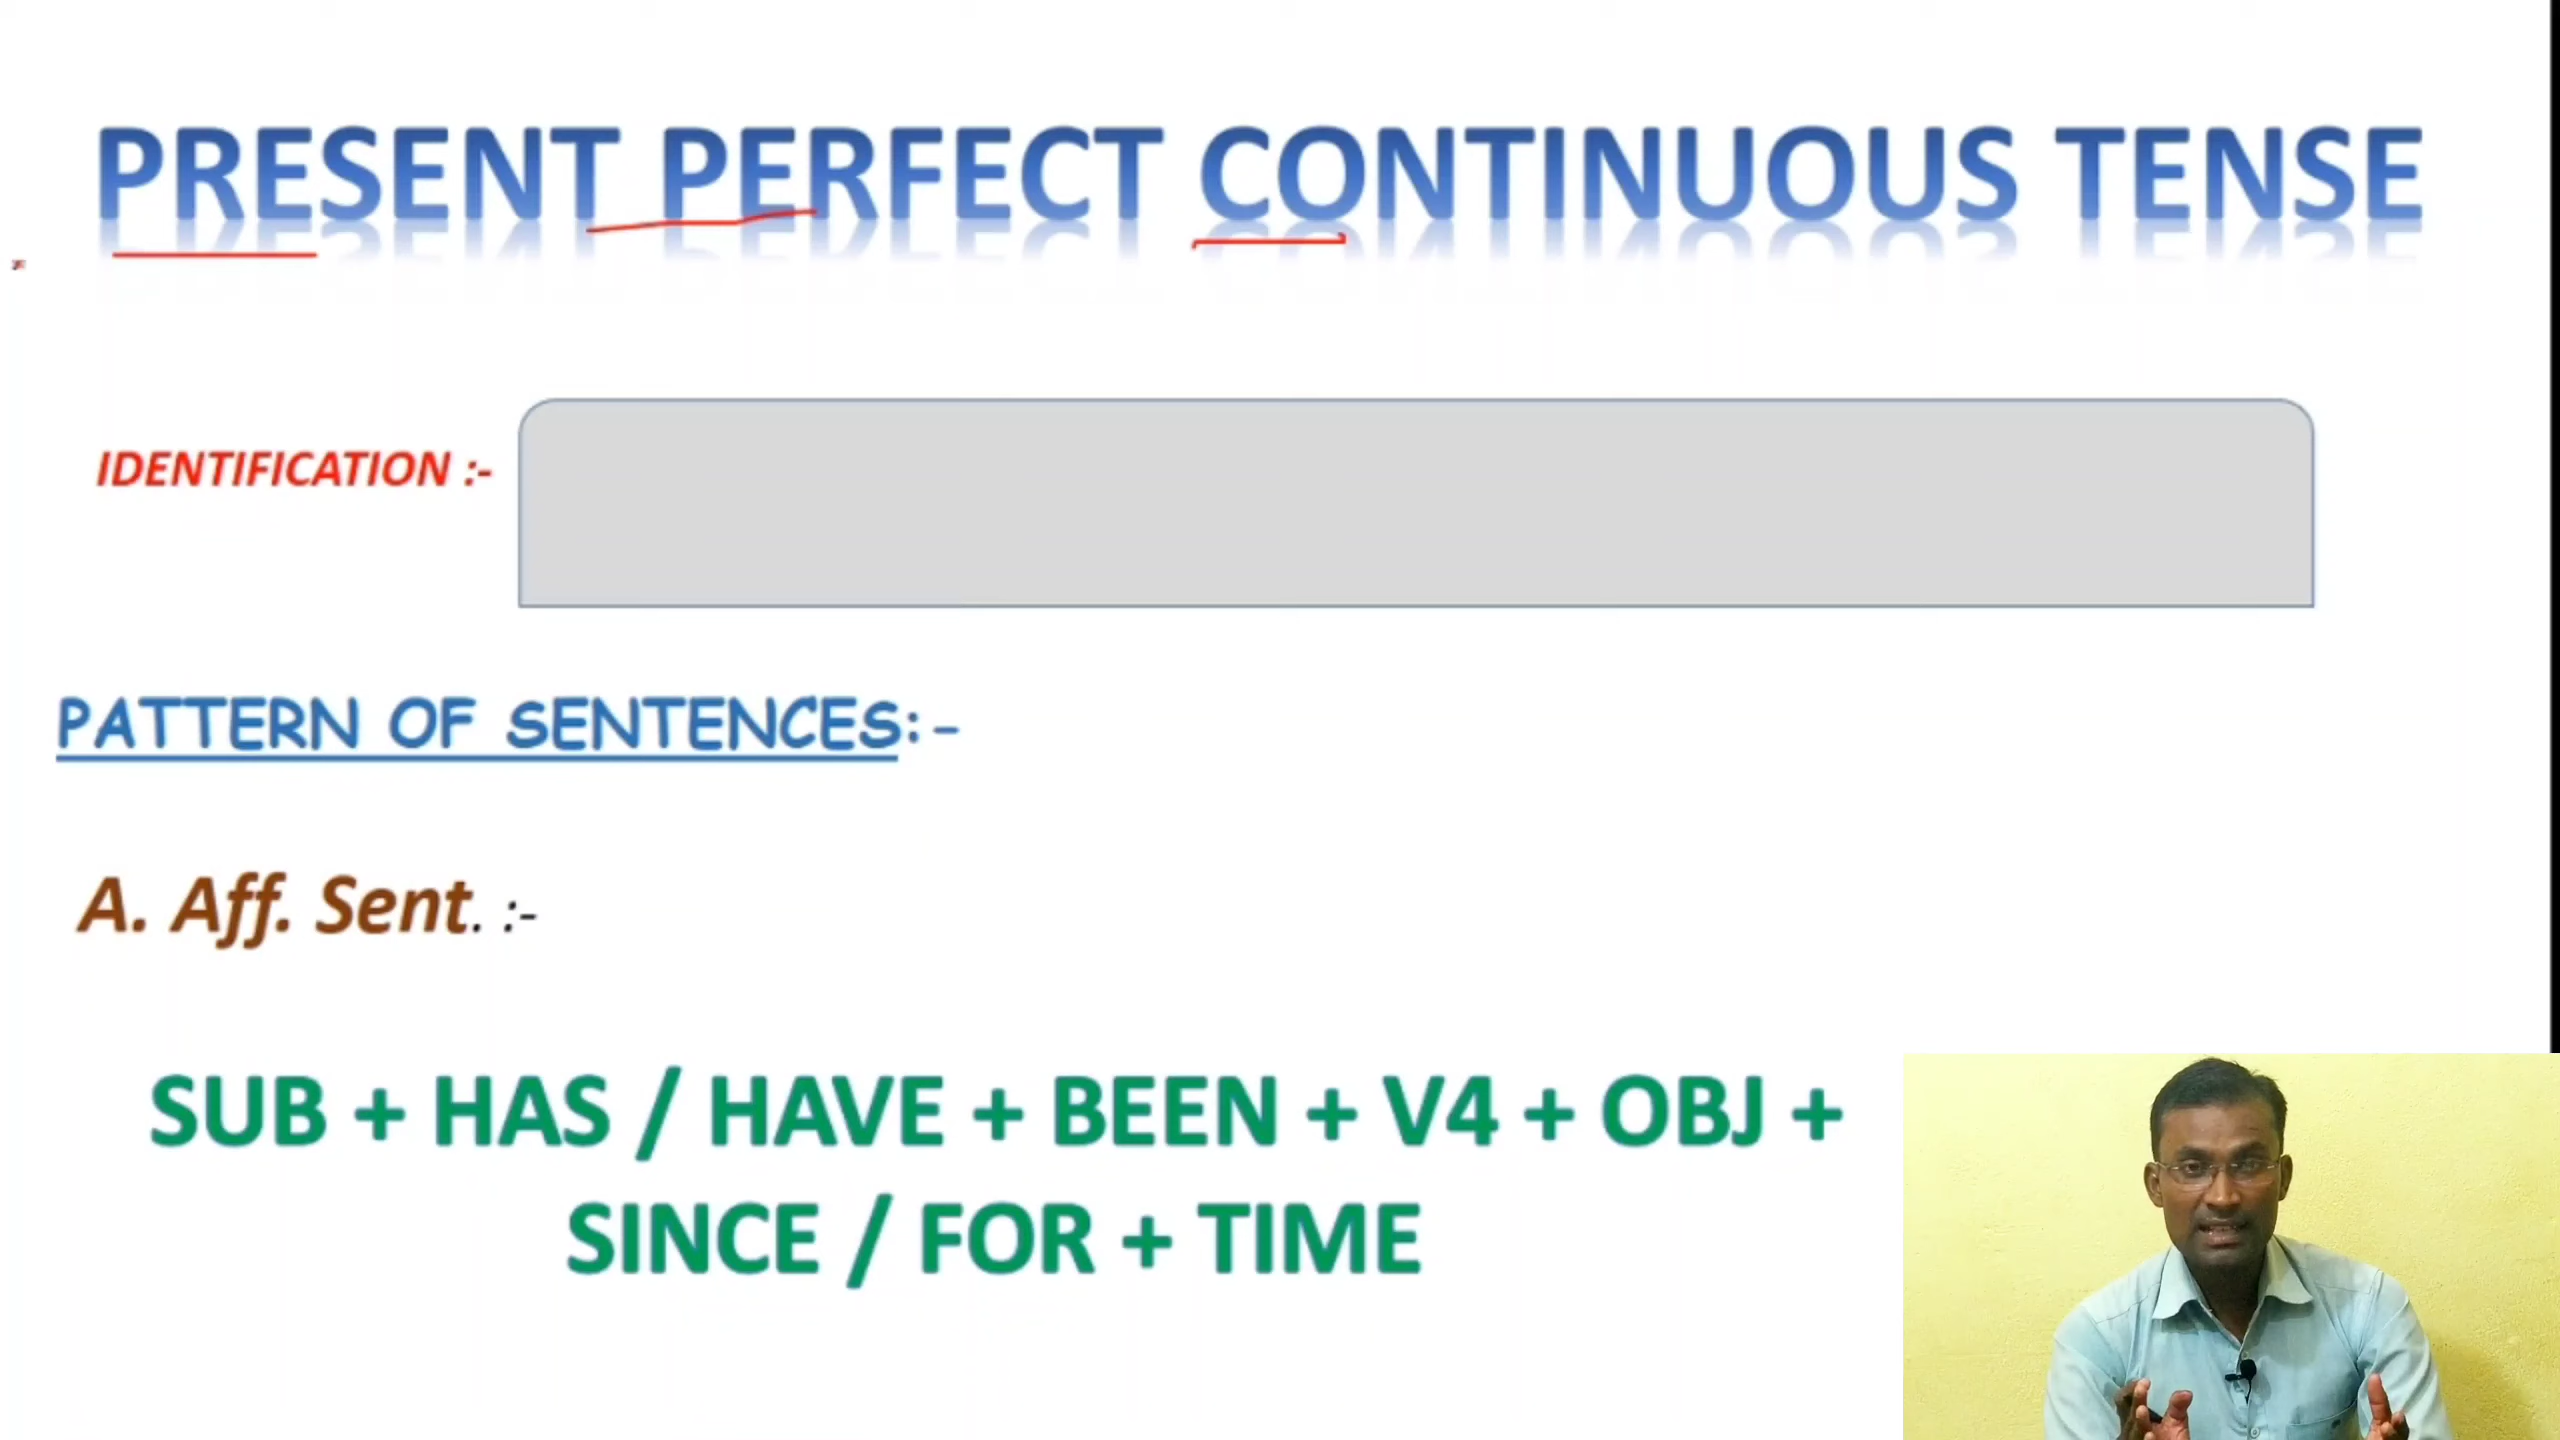 PRESENT PERFECT CONTINUOUS TENSE
IDENTIFICATION :-
PATTERN OF SENTENCES:-
A. Aff. Sent. :-
SUB + HAS / HAVE + BEEN + V4 + OBJ +
SINCE / FOR + TIME